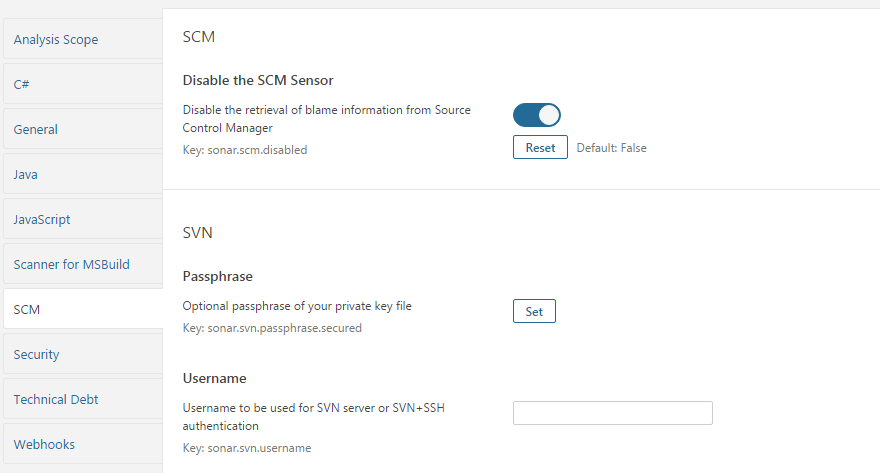 Analysis Scope
C#
General
Java
JavaScript
Scanner for MSBuild
SCM
Security
Technical Debt
Webhooks
SCM
Disable the SCM Sensor
Disable the retrieval of blame information from Source
Control Manager
Key: sonar.scm.disabled
Reset
Default: False
SVN
Passphrase
Optional passphrase of your private key file
Key: sonar.svn.passphrase.secured
Set
Username
Username to be used for SVN server or SVN+SSH
authentication
Key: sonar.svn.username